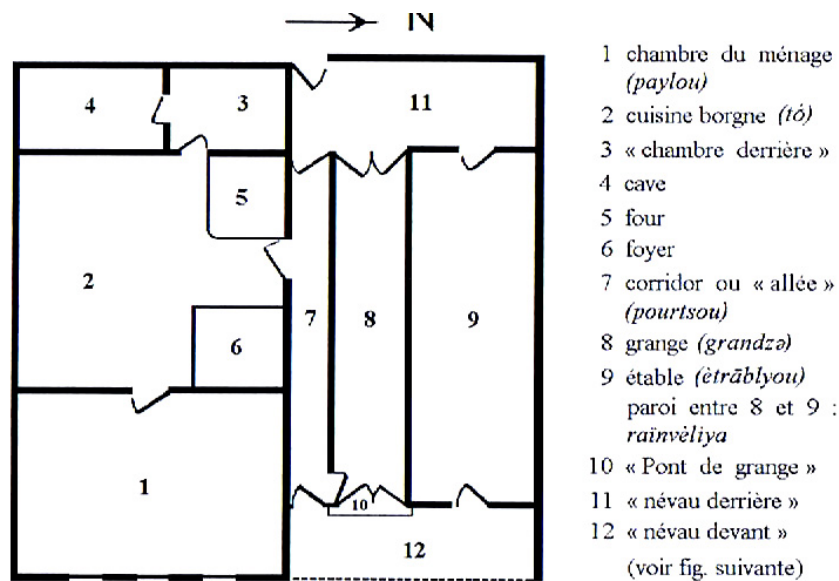 N
4
3
11
5
2
7
8
9
6
1
10
12
1 chambre du ménage
(paylou)
2 cuisine borgne (tó)
3 « chambre derrière »
4 cave
5 four
6 foyer
7 corridor ou « allée »
(pourtsou)
8 grange (grandzə)
9 étable (ètrāblyou)
paroi entre 8 et 9 :
raïnvèliya
10 « Pont de grange »
11 « névau derrière »
12 « névau devant »
(voir fig. suivante)